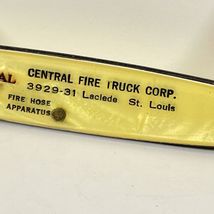 AL CENTRAL FIRE TRUCK CORP.
3929-31 Laclede St. Louis
FIRE HOSE
APPARATUS